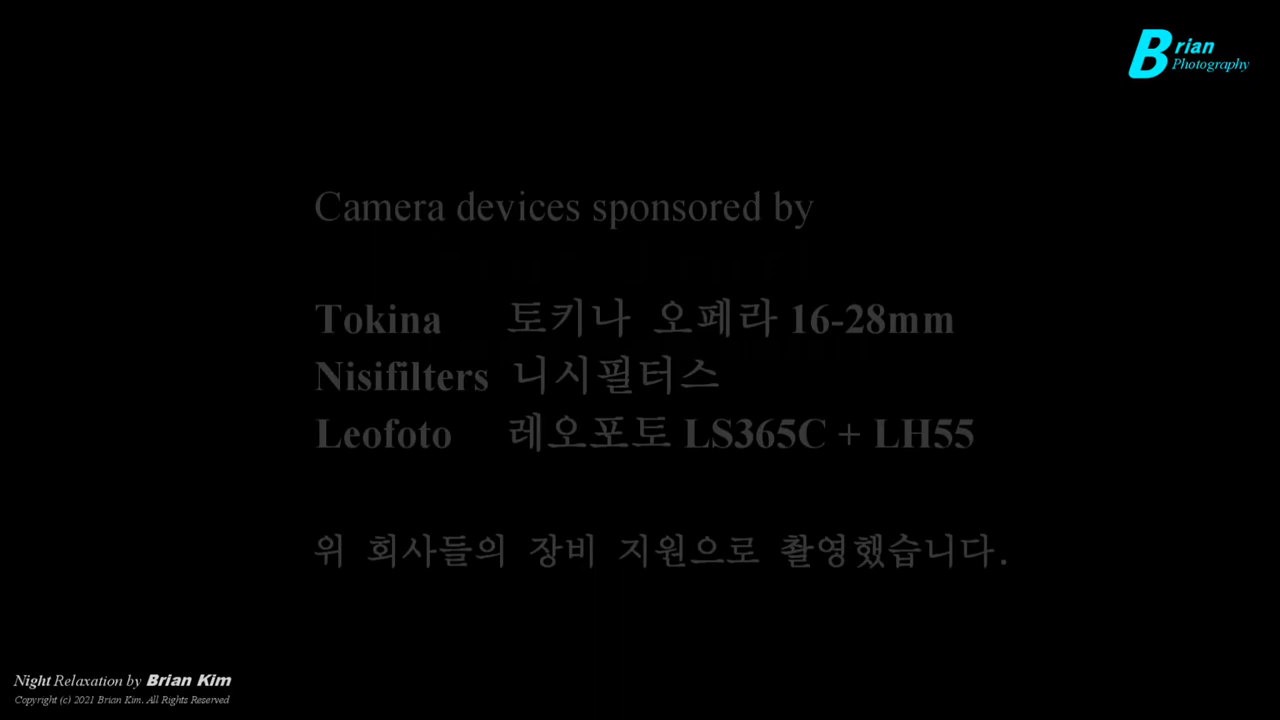 Brian
Photography
Camera devices sponsored by
Tokina 토키나 오페라 16-28mm
Nisifilters 니시필터스
Leofoto 레오포토 LS365C + LH55
위 회사들의 장비 지원으로 촬영했습니다.
Night Relaxation by Brian Kim
Copyright (c) 2021 Brian Kim. All Rights Reserved